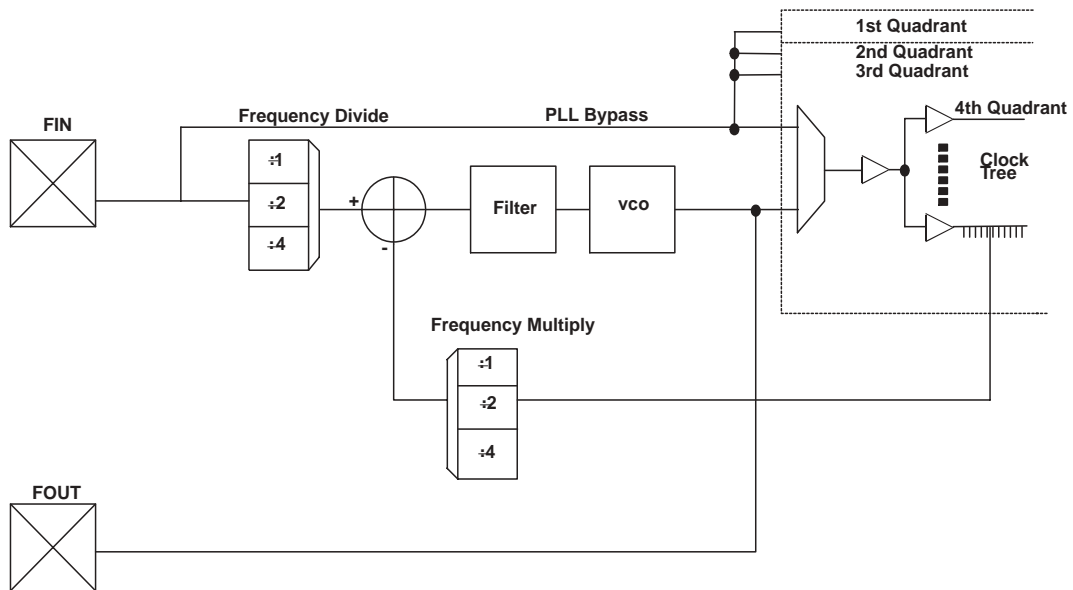 1st Quadrant
2nd Quadrant
3rd Quadrant
4th Quadrant
FIN
Frequency Divide
PLL Bypass
÷1
÷2
÷4
+
-
Filter
vco
Clock
Tree
Frequency Multiply
÷1
÷2
÷4
FOUT